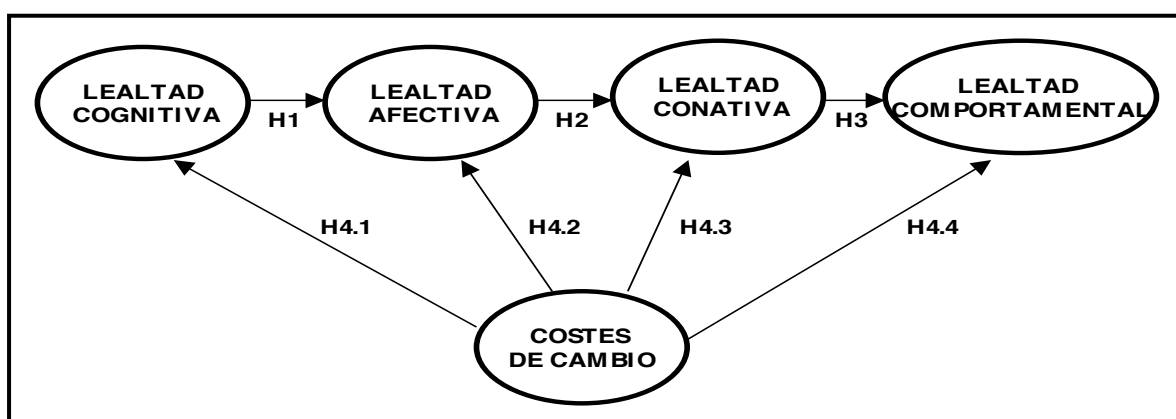 LEALTAD
COGNITIVA
H1
LEALTAD
AFECTIVA
H2
LEALTAD
CONATIVA
H3
LEALTAD
COMPORTAMENTAL
H4.1
H4.2
H4.3
H4.4
COSTES
DE CAMBIO